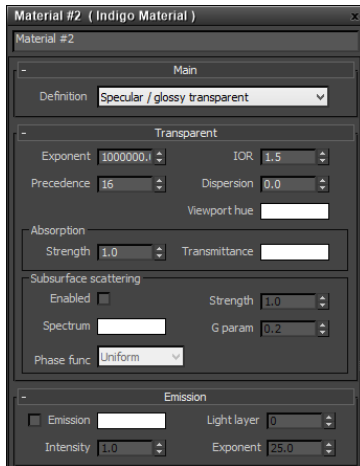 Material #2 ( Indigo Material ) x
Material #2
- Main
Definition Specular / glossy transparent
- Transparent
Exponent 1000000.( IOR 1.5
Precedence 16 Dispersion 0.0
Viewport hue
Absorption
Strength 1.0 Transmittance
Subsurface scattering
Enabled Strength 1.0
Spectrum G param 0.2
Phase func Uniform
- Emission
Emission Light layer 0
Intensity 1.0 Exponent 25.0